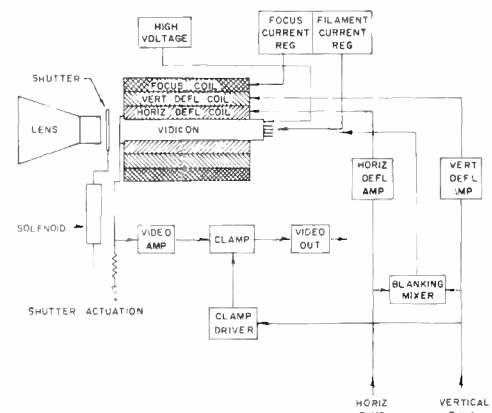 HIGH
VOLTAGE
FOCUS
CURRENT
REG
FILAMENT
CURRENT
REG
SHUTTER
FOCUS COIL
VERT DEFL COIL
HORIZ DEFL COIL
LENS
VIDICON
HORIZ
DEFL
AMP
VERT
DEFL
AMP
SOLENOID
VIDEO
AMP
CLAMP
VIDEO
OUT
BLANKING
MIXER
SHUTTER ACTUATION
CLAMP
DRIVER
HORIZ
VERTICAL